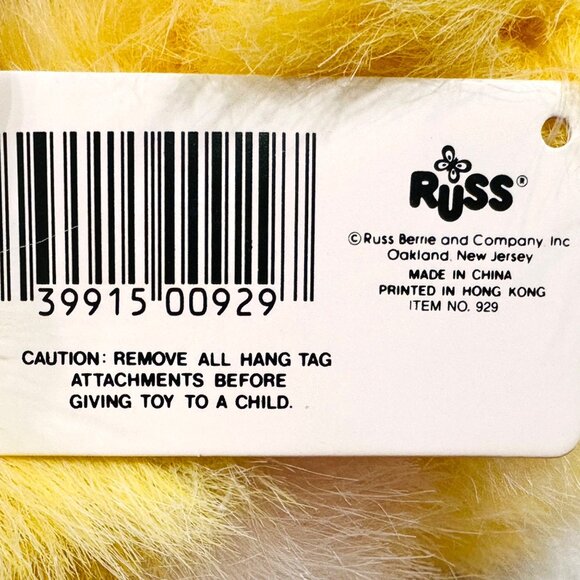 39915 00929
CAUTION: REMOVE ALL HANG TAG
ATTACHMENTS BEFORE
GIVING TOY TO A CHILD.
RUSS®
© Russ Berrie and Company, Inc.
Oakland, New Jersey
MADE IN CHINA
PRINTED IN HONG KONG
ITEM NO. 929